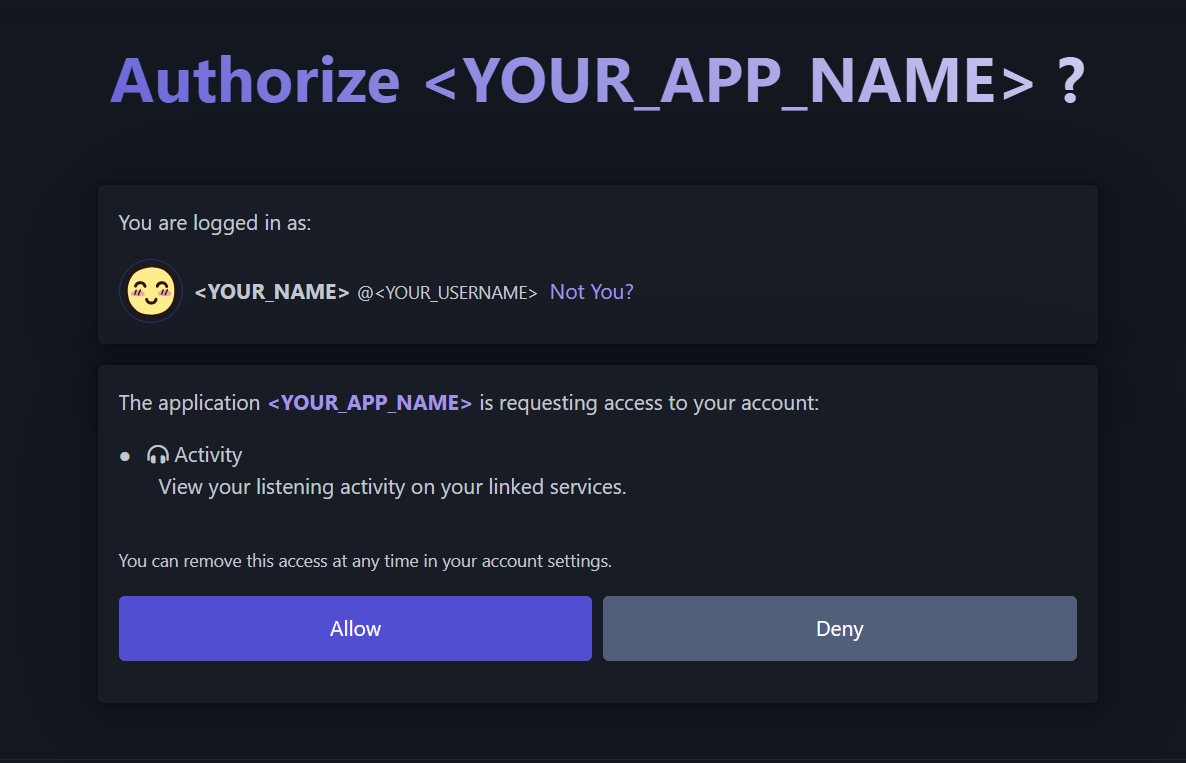 Authorize <YOUR_APP_NAME> ?
You are logged in as:
<YOUR_NAME> @<YOUR_USERNAME> Not You?
The application <YOUR_APP_NAME> is requesting access to your account:
Activity
View your listening activity on your linked services.
You can remove this access at any time in your account settings.
Allow Deny